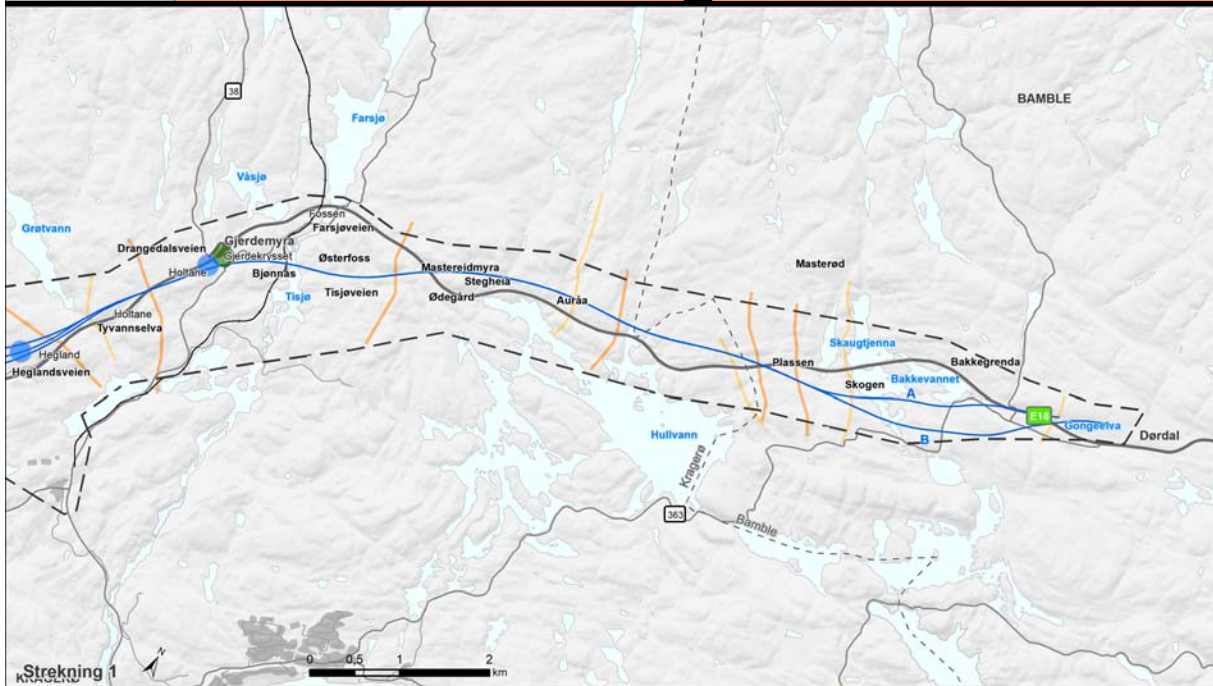 38
BAMBLE
Farsjø
Våsjø
Grøtvann
Fossen
Farsjøveien
Drangedalsveien
Gjerdemyra
Gjerdekrysset
Holtane
Bjønnås
Østerfoss
Mastereidmyra
Stegheia
Masterød
Tisjø
Tisjøveien
Ødegård
Auråa
Holtane
Tyvannselva
Skaugtjenna
Hegland
Heglandsveien
Plassen
Bakkegrenda
Skogen
Bakkevannet
A
E18
Gongeelva
Dørdal
B
Hullvann
Kragerø
363
Bamble
Strekning 1
KRAGERØ
N
0 0,5 1 2
km